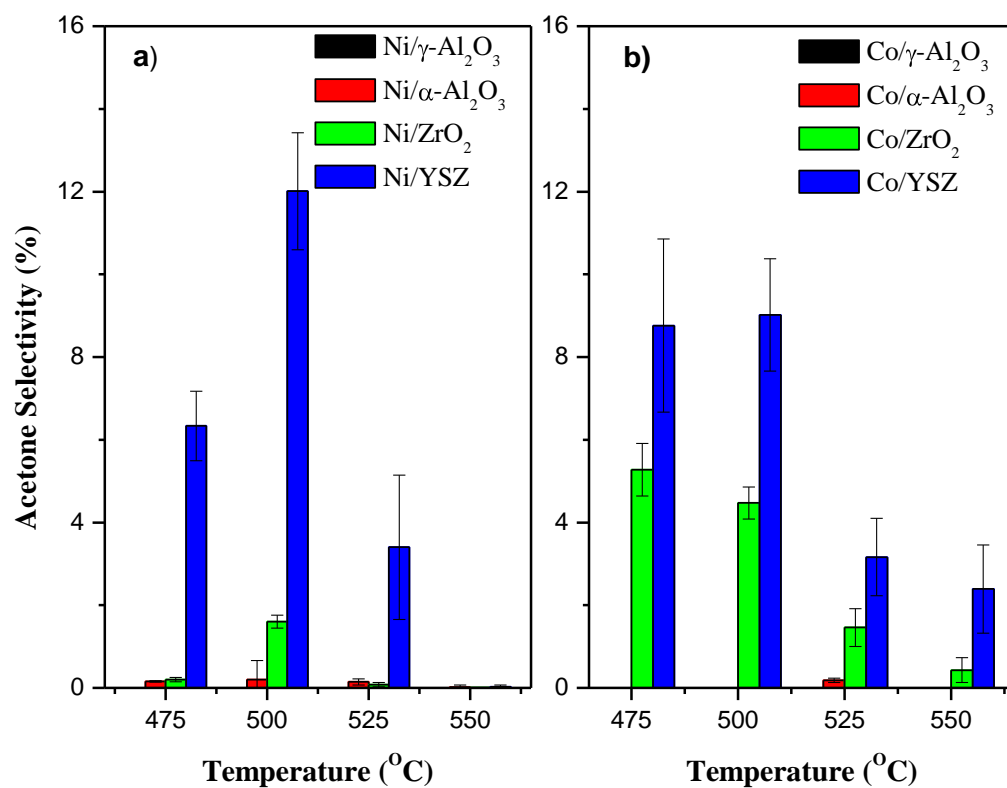 a)
Ni/γ-Al₂O₃
Ni/α-Al₂O₃
Ni/ZrO₂
Ni/YSZ
b)
Co/γ-Al₂O₃
Co/α-Al₂O₃
Co/ZrO₂
Co/YSZ
16
12
8
4
0
16
12
8
4
0
Acetone Selectivity (%)
475 500 525 550
475 500 525 550
Temperature (ᴼC)
Temperature (ᴼC)